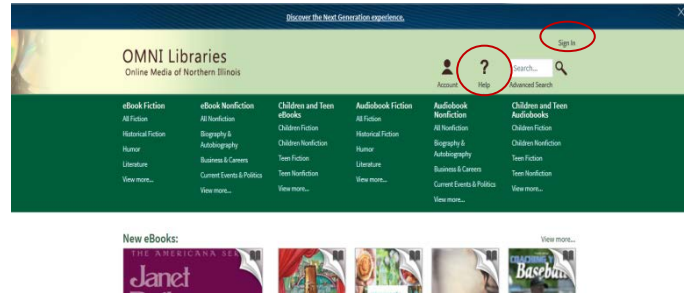 Discover the Next Generation experience.
X
Sign In
OMNI Libraries
Online Media of Northern Illinois
?
Search...
Account
Help
Advanced Search
eBook Fiction
All Fiction
Historical Fiction
Humor
Literature
View more...
eBook Nonfiction
All Nonfiction
Biography &
Autobiography
Business & Careers
Current Events & Politics
View more...
Children and Teen
eBooks
Children Fiction
Children Nonfiction
Teen Fiction
Teen Nonfiction
View more...
Audiobook Fiction
All Fiction
Historical Fiction
Humor
Literature
View more...
Audiobook
Nonfiction
All Nonfiction
Biography &
Autobiography
Business & Careers
Current Events & Politics
View more...
Children and Teen
Audiobooks
Children Fiction
Children Nonfiction
Teen Fiction
Teen Nonfiction
View more...
New eBooks:
View more...
THE AMERICANA SER
Janet
COACHING Y
Baseball